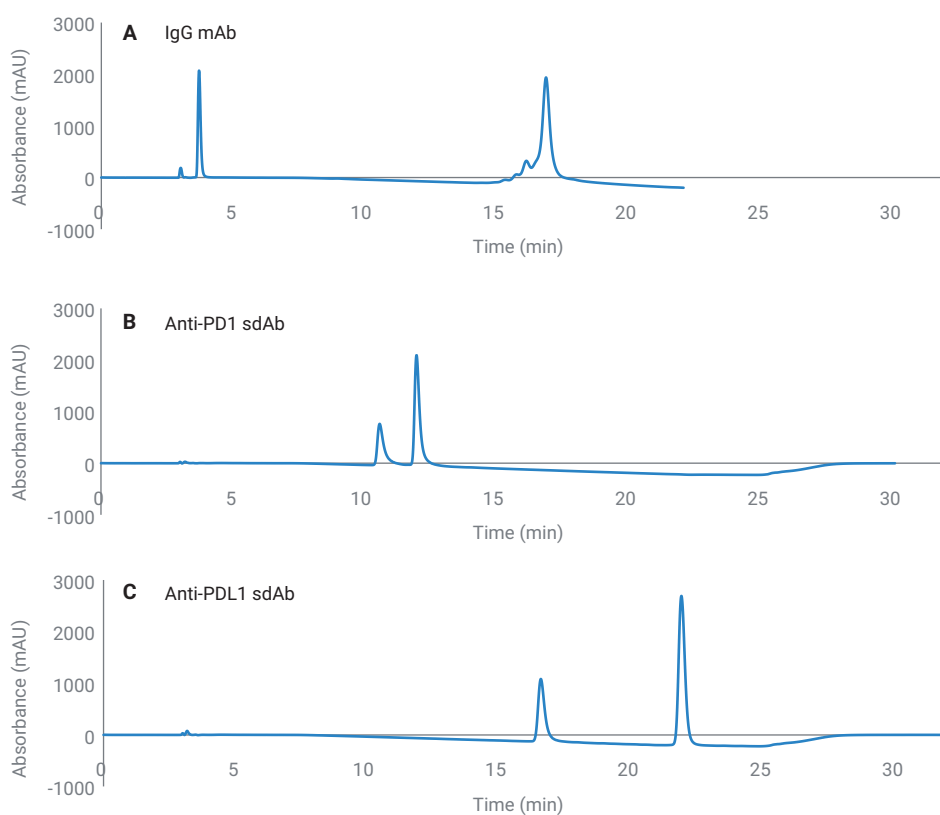 A IgG mAb
3000
2000
1000
0
-1000
Absorbance (mAU)
0 5 10 15 20 25 30
Time (min)
B Anti-PD1 sdAb
3000
2000
1000
0
-1000
Absorbance (mAU)
0 5 10 15 20 25 30
Time (min)
C Anti-PDL1 sdAb
3000
2000
1000
0
-1000
Absorbance (mAU)
0 5 10 15 20 25 30
Time (min)